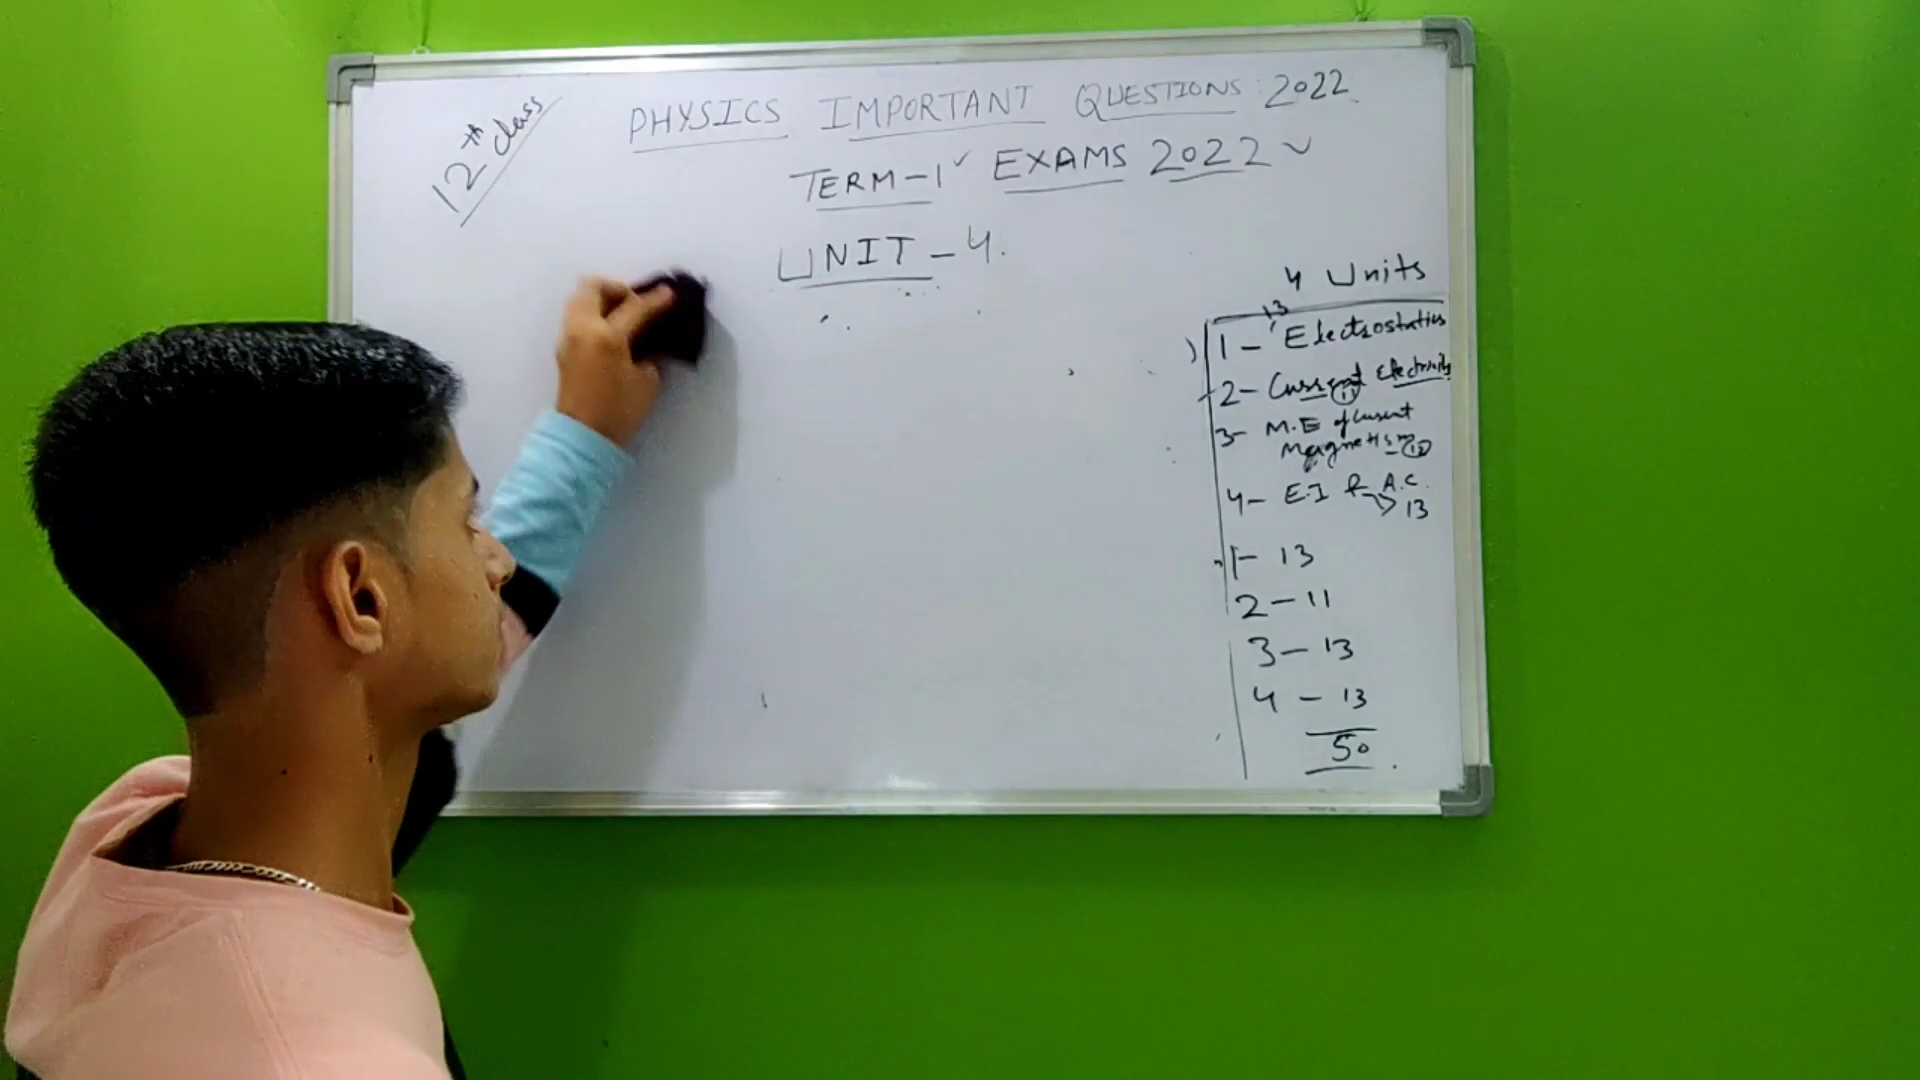 12th class
PHYSICS IMPORTANT QUESTIONS : 2022
TERM-1 EXAMS 2022
UNIT-4.
4 Units
13
1- Electrostatics
2- Current Electricity
11
3- M.E of Current
Magnetism
4- E.I & A.C.
13
1- 13
2- 11
3- 13
4- 13
50